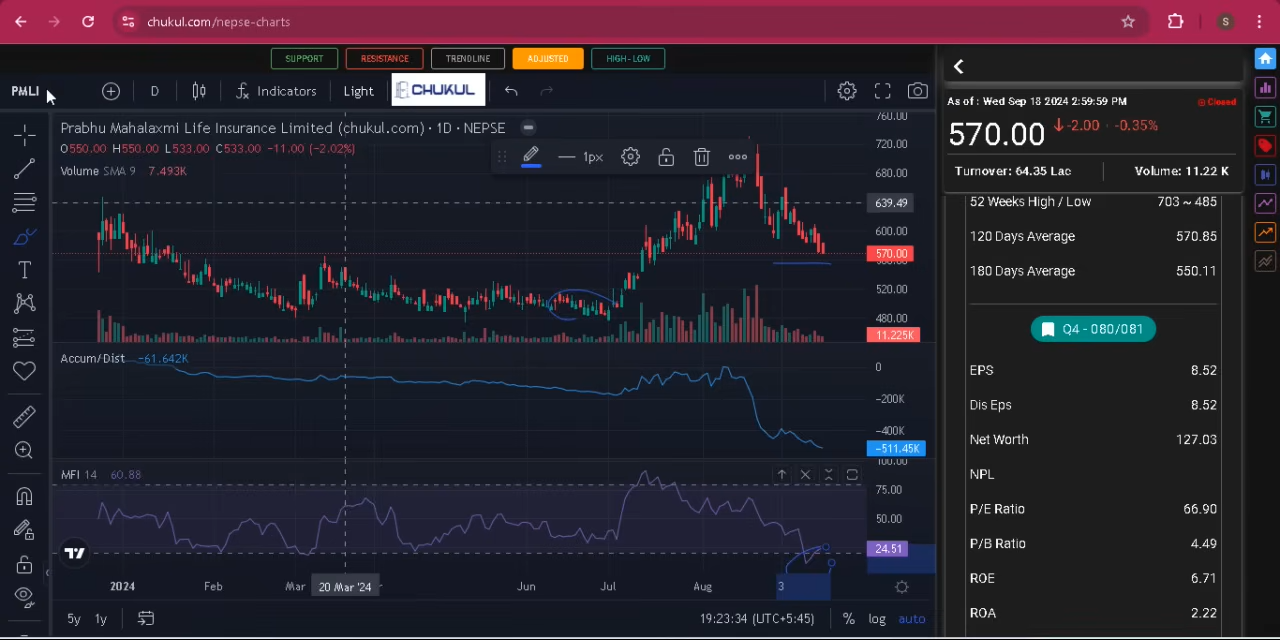 chukul.com/nepse-charts
S
SUPPORT RESISTANCE TRENDLINE ADJUSTED HIGH-LOW
PMLI D Indicators Light CHUKUL
Prabhu Mahalaxmi Life Insurance Limited (chukul.com) · 1D · NEPSE
O550.00 H550.00 L533.00 C533.00 -11.00 (-2.02%)
Volume SMA 9 7.493K
1px
760.00
720.00
680.00
639.49
600.00
570.00
520.00
480.00
11.225K
Accum/Dist -61.642K
0
-200K
-400K
-511.45K
MFI 14 60.88
100.00
75.00
50.00
24.51
2024 Feb Mar 20 Mar '24 Jun Jul Aug 3
5y 1y 19:23:34 (UTC+5:45) % log auto
As of : Wed Sep 18 2024 2:59:59 PM Closed
570.00 -2.00 -0.35%
Turnover: 64.35 Lac Volume: 11.22 K
52 Weeks High / Low 703 ~ 485
120 Days Average 570.85
180 Days Average 550.11
Q4 - 080/081
EPS 8.52
Dis Eps 8.52
Net Worth 127.03
NPL
P/E Ratio 66.90
P/B Ratio 4.49
ROE 6.71
ROA 2.22